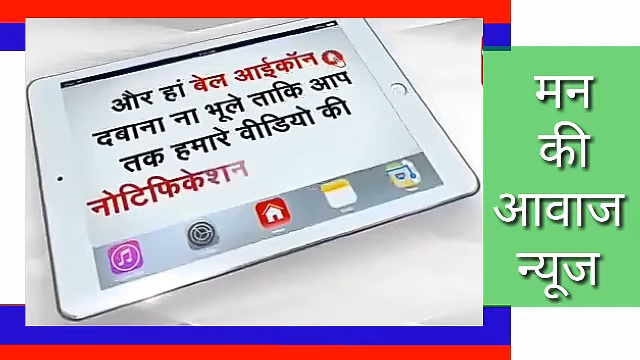 और हां बेल आईकॉन
दबाना ना भूले ताकि आप
तक हमारे वीडियो की
नोटिफिकेशन
मन
की
आवाज
न्यूज